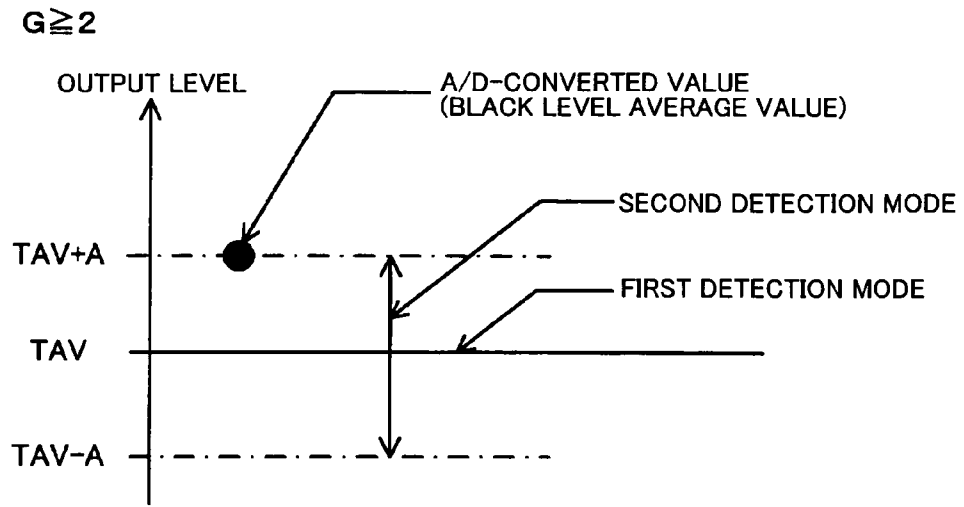 G≧2
OUTPUT LEVEL
A/D-CONVERTED VALUE
(BLACK LEVEL AVERAGE VALUE)
SECOND DETECTION MODE
TAV+A
FIRST DETECTION MODE
TAV
TAV-A